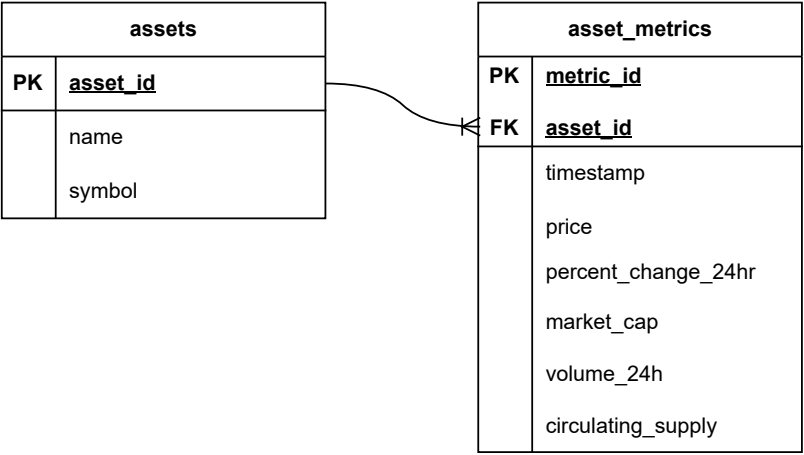 assets
PK asset_id
name
symbol
asset_metrics
PK metric_id
FK asset_id
timestamp
price
percent_change_24hr
market_cap
volume_24h
circulating_supply